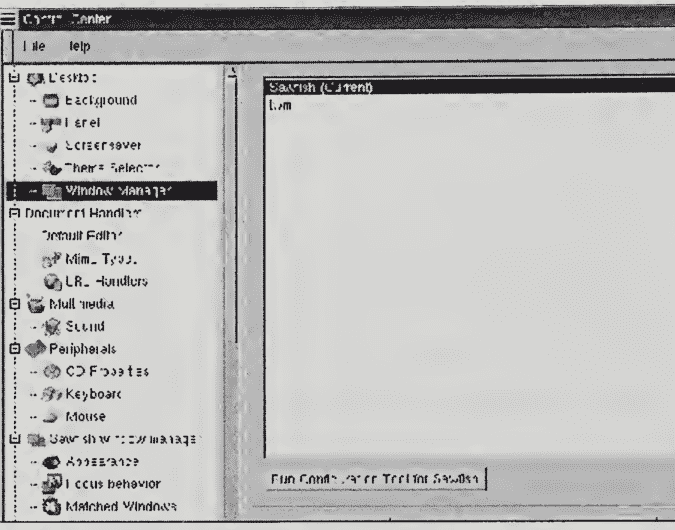 Control Center
File Help
Desktop
Background
Panel
Screensaver
Theme Selector
Window Manager
Document Handlers
Default Editor
Mime Types
URL Handlers
Multimedia
Sound
Peripherals
CD Properties
Keyboard
Mouse
Sawfish window manager
Appearance
Focus behavior
Matched Windows
Sawfish (Current)
twm
Run Configuration Tool for Sawfish